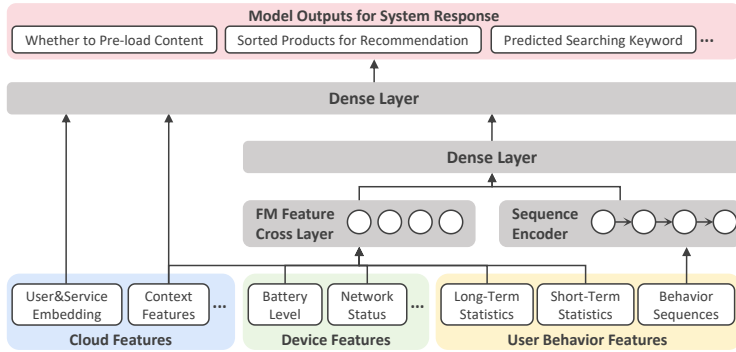 Model Outputs for System Response
Whether to Pre-load Content
Sorted Products for Recommendation
Predicted Searching Keyword
...
Dense Layer
Dense Layer
FM Feature
Cross Layer
Sequence
Encoder
User&Service
Embedding
Context
Features
...
Battery
Level
Network
Status
...
Long-Term
Statistics
Short-Term
Statistics
Behavior
Sequences
Cloud Features
Device Features
User Behavior Features